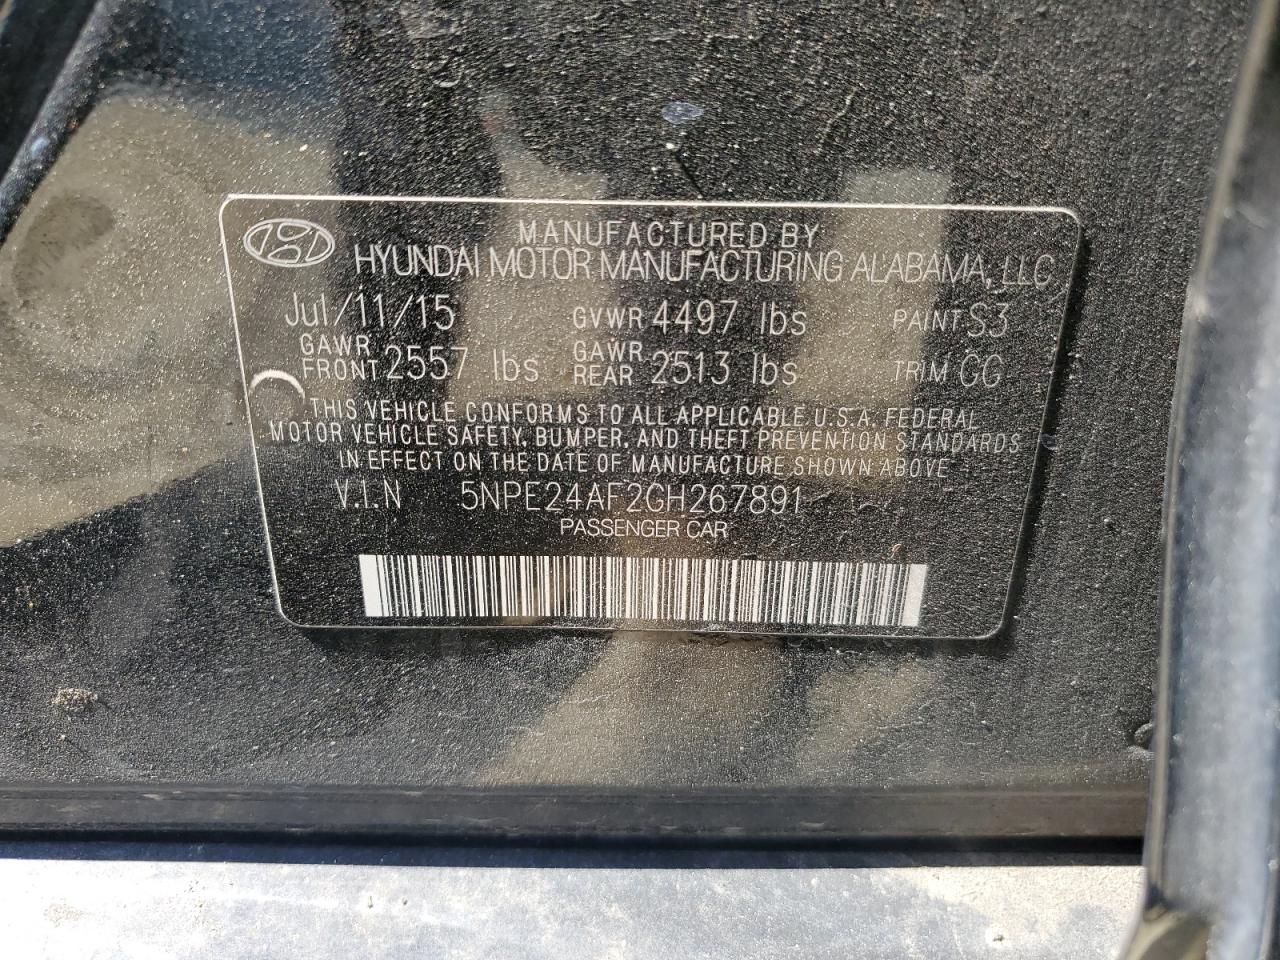 MANUFACTURED BY
HYUNDAI MOTOR MANUFACTURING ALABAMA, LLC
Jul/11/15 GVWR 4497 lbs PAINT S3
GAWR FRONT 2557 lbs GAWR REAR 2513 lbs TRIM GG
THIS VEHICLE CONFORMS TO ALL APPLICABLE U.S.A. FEDERAL
MOTOR VEHICLE SAFETY, BUMPER, AND THEFT PREVENTION STANDARDS
IN EFFECT ON THE DATE OF MANUFACTURE SHOWN ABOVE
V.I.N 5NPE24AF2GH267891
PASSENGER CAR